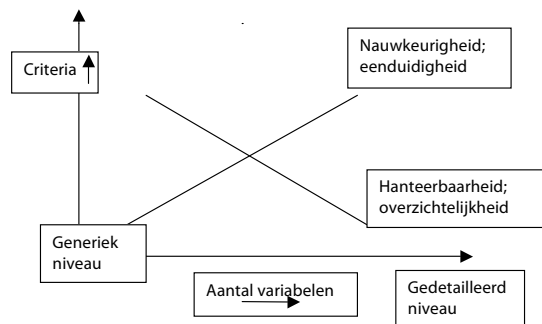 Nauwkeurigheid;
eenduidigheid
Criteria
Hanteerbaarheid;
overzichtelijkheid
Generiek
niveau
Aantal variabelen
Gedetailleerd
niveau